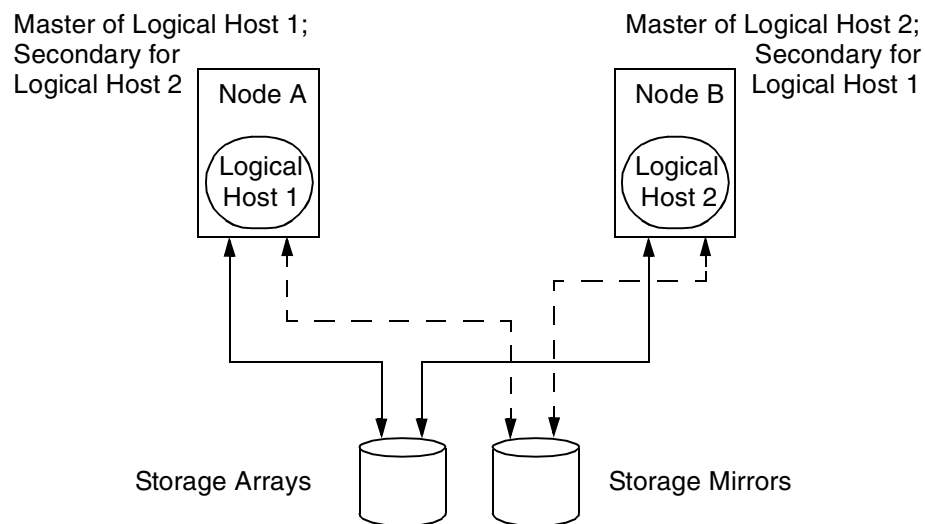 Master of Logical Host 1;
Secondary for
Logical Host 2
Master of Logical Host 2;
Secondary for
Logical Host 1
Node A
Logical
Host 1
Node B
Logical
Host 2
Storage Arrays
Storage Mirrors